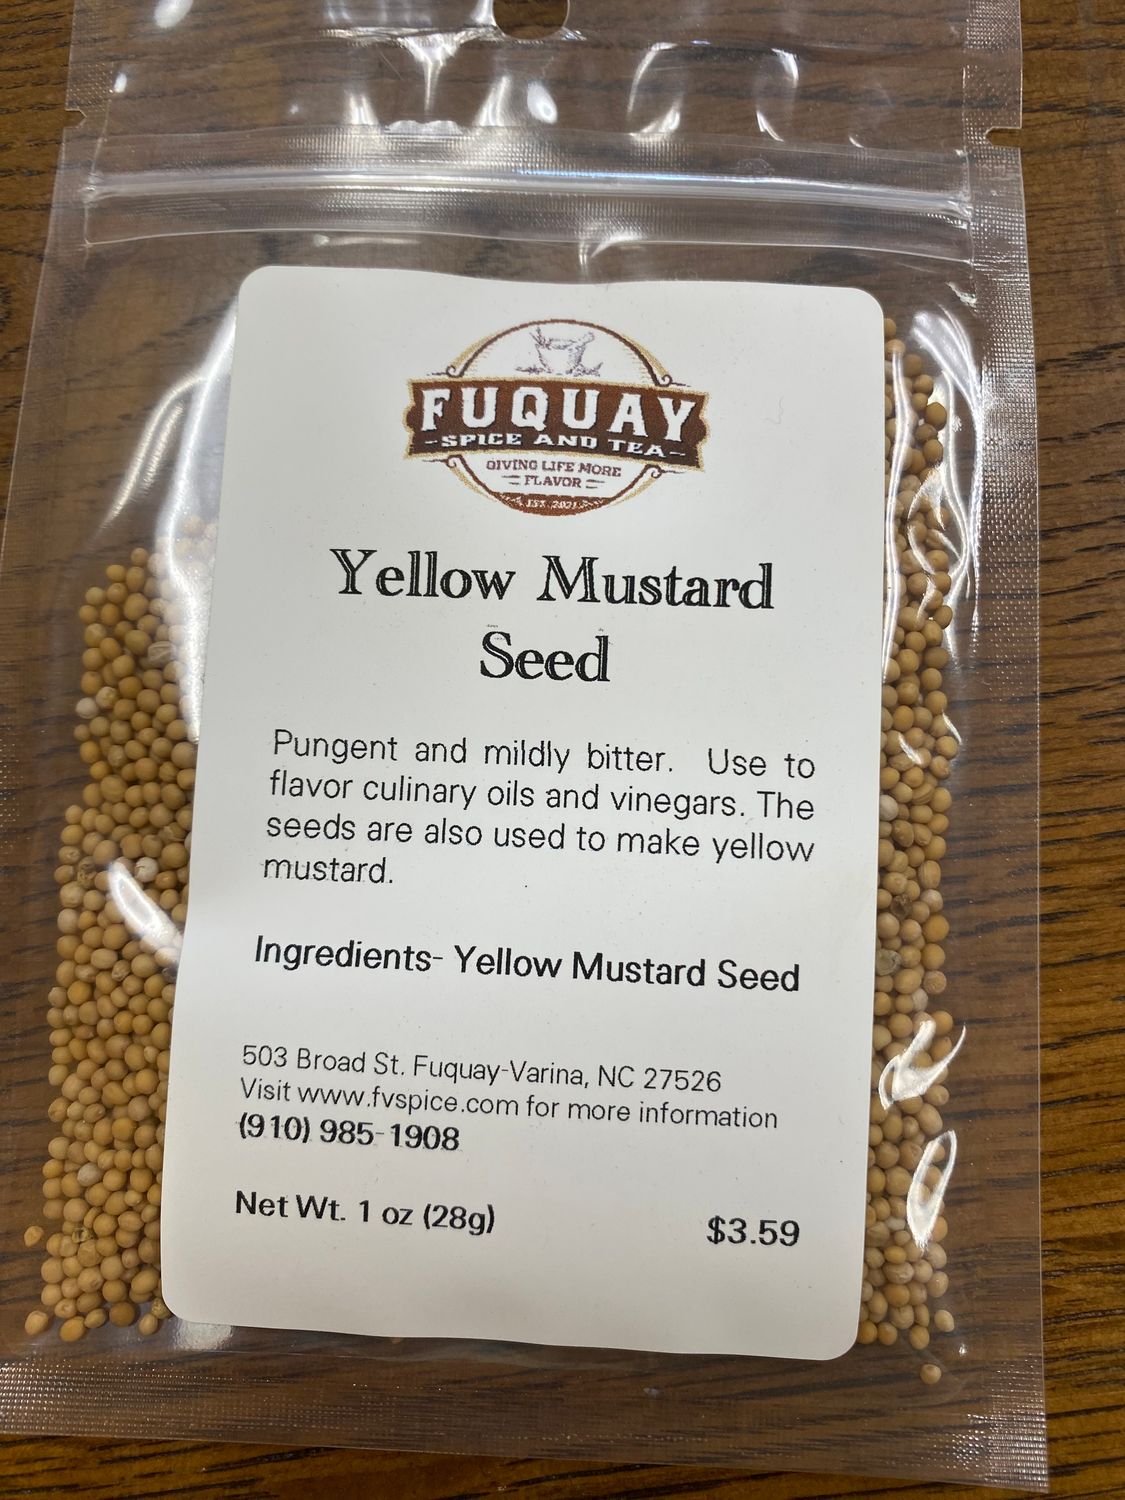 FUQUAY
-SPICE AND TEA-
GIVING LIFE MORE
FLAVOR
EST. 2021
Yellow Mustard
Seed
Pungent and mildly bitter. Use to
flavor culinary oils and vinegars. The
seeds are also used to make yellow
mustard.
Ingredients- Yellow Mustard Seed
503 Broad St. Fuquay-Varina, NC 27526
Visit www.fvspice.com for more information
(910) 985-1908
Net Wt. 1 oz (28g)
$3.59